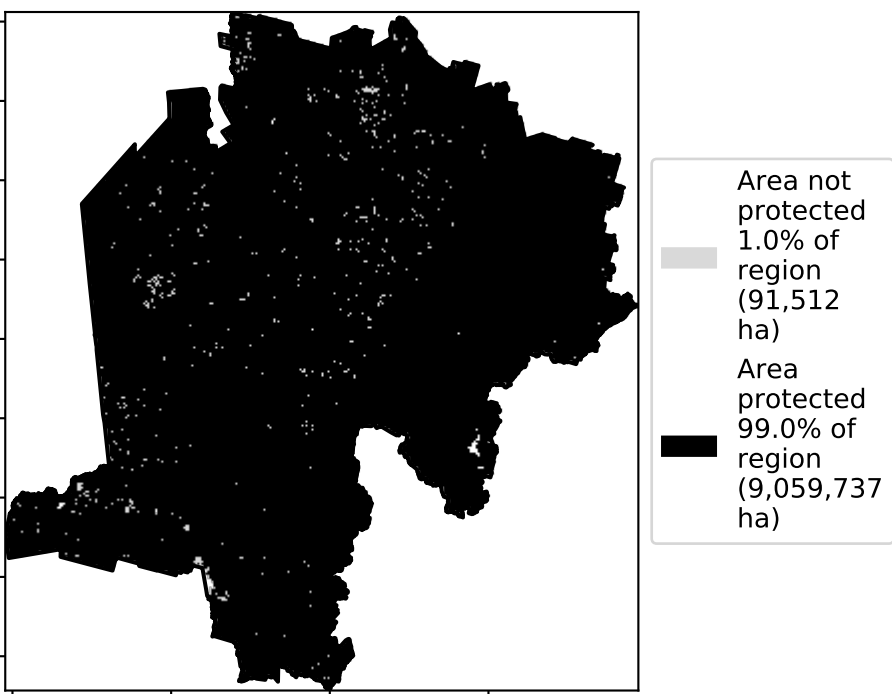 Area not
protected
1.0% of
region
(91,512
ha)
Area
protected
99.0% of
region
(9,059,737
ha)